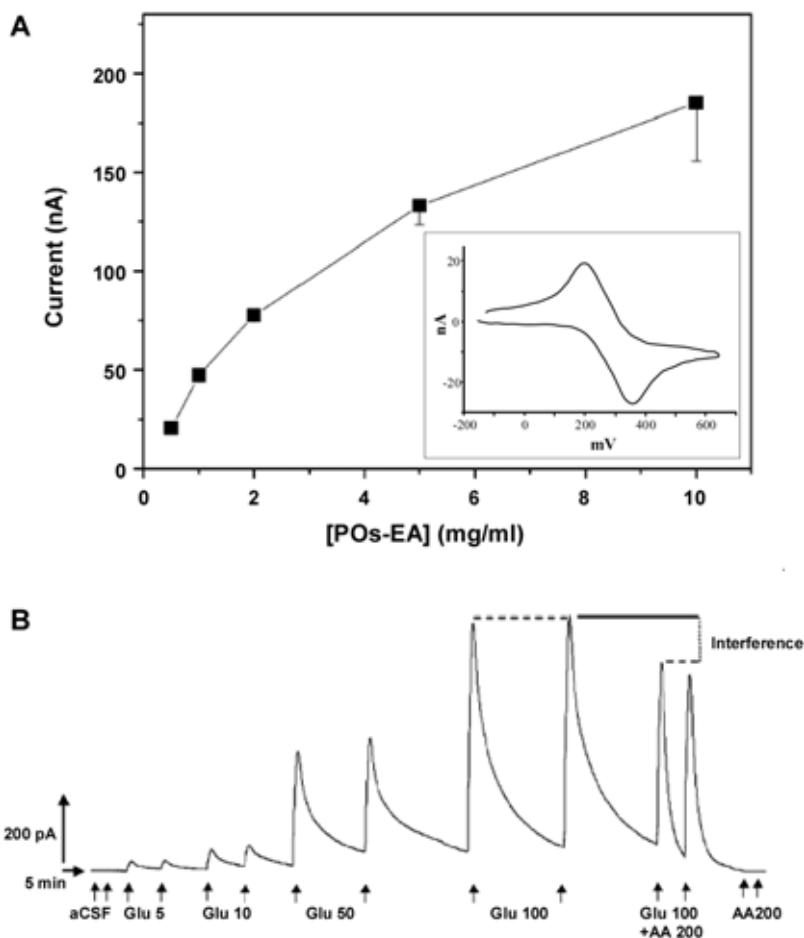 A
200
150
100
50
0
Current (nA)
0 2 4 6 8 10
[POs-EA] (mg/ml)
20
0
-20
nA
-200 0 200 400 600
mV
B
Interference
200 pA
5 min
aCSF Glu 5 Glu 10 Glu 50 Glu 100 Glu 100 AA200
+AA 200